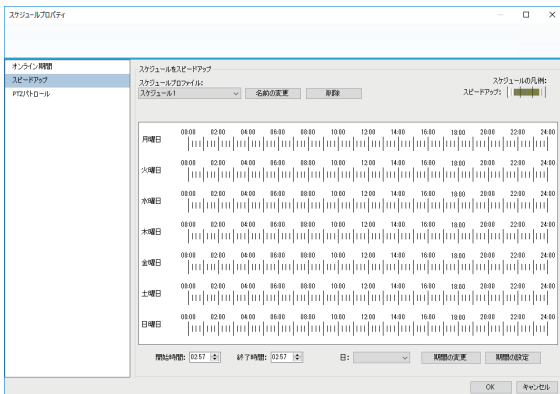 スケジュールプロパティ
オンライン期間
スピードアップ
PTZパトロール
スケジュールをスピードアップ
スケジュールプロファイル:
スケジュール1
名前の変更
削除
スケジュールの凡例:
スピードアップ:
00:00 02:00 04:00 06:00 08:00 10:00 12:00 14:00 16:00 18:00 20:00 22:00 24:00
月曜日
00:00 02:00 04:00 06:00 08:00 10:00 12:00 14:00 16:00 18:00 20:00 22:00 24:00
火曜日
00:00 02:00 04:00 06:00 08:00 10:00 12:00 14:00 16:00 18:00 20:00 22:00 24:00
水曜日
00:00 02:00 04:00 06:00 08:00 10:00 12:00 14:00 16:00 18:00 20:00 22:00 24:00
木曜日
00:00 02:00 04:00 06:00 08:00 10:00 12:00 14:00 16:00 18:00 20:00 22:00 24:00
金曜日
00:00 02:00 04:00 06:00 08:00 10:00 12:00 14:00 16:00 18:00 20:00 22:00 24:00
土曜日
00:00 02:00 04:00 06:00 08:00 10:00 12:00 14:00 16:00 18:00 20:00 22:00 24:00
日曜日
開始時間: 02:57 終了時間: 02:57 日: 期間の変更 期間の設定
OK キャンセル